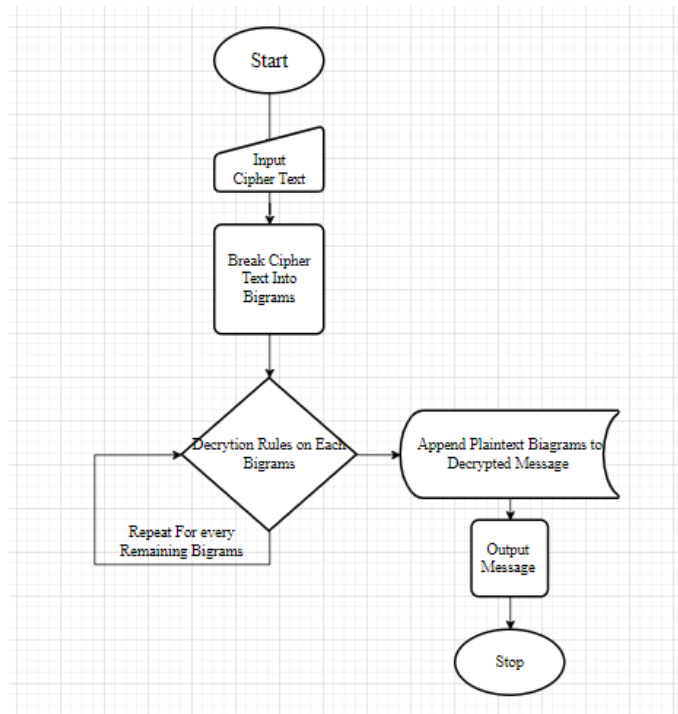 Start
Input
Cipher Text
Break Cipher
Text Into
Bigrams
Decrytion Rules on Each
Bigrams
Repeat For every
Remaining Bigrams
Append Plaintext Biagrams to
Decrypted Message
Output
Message
Stop